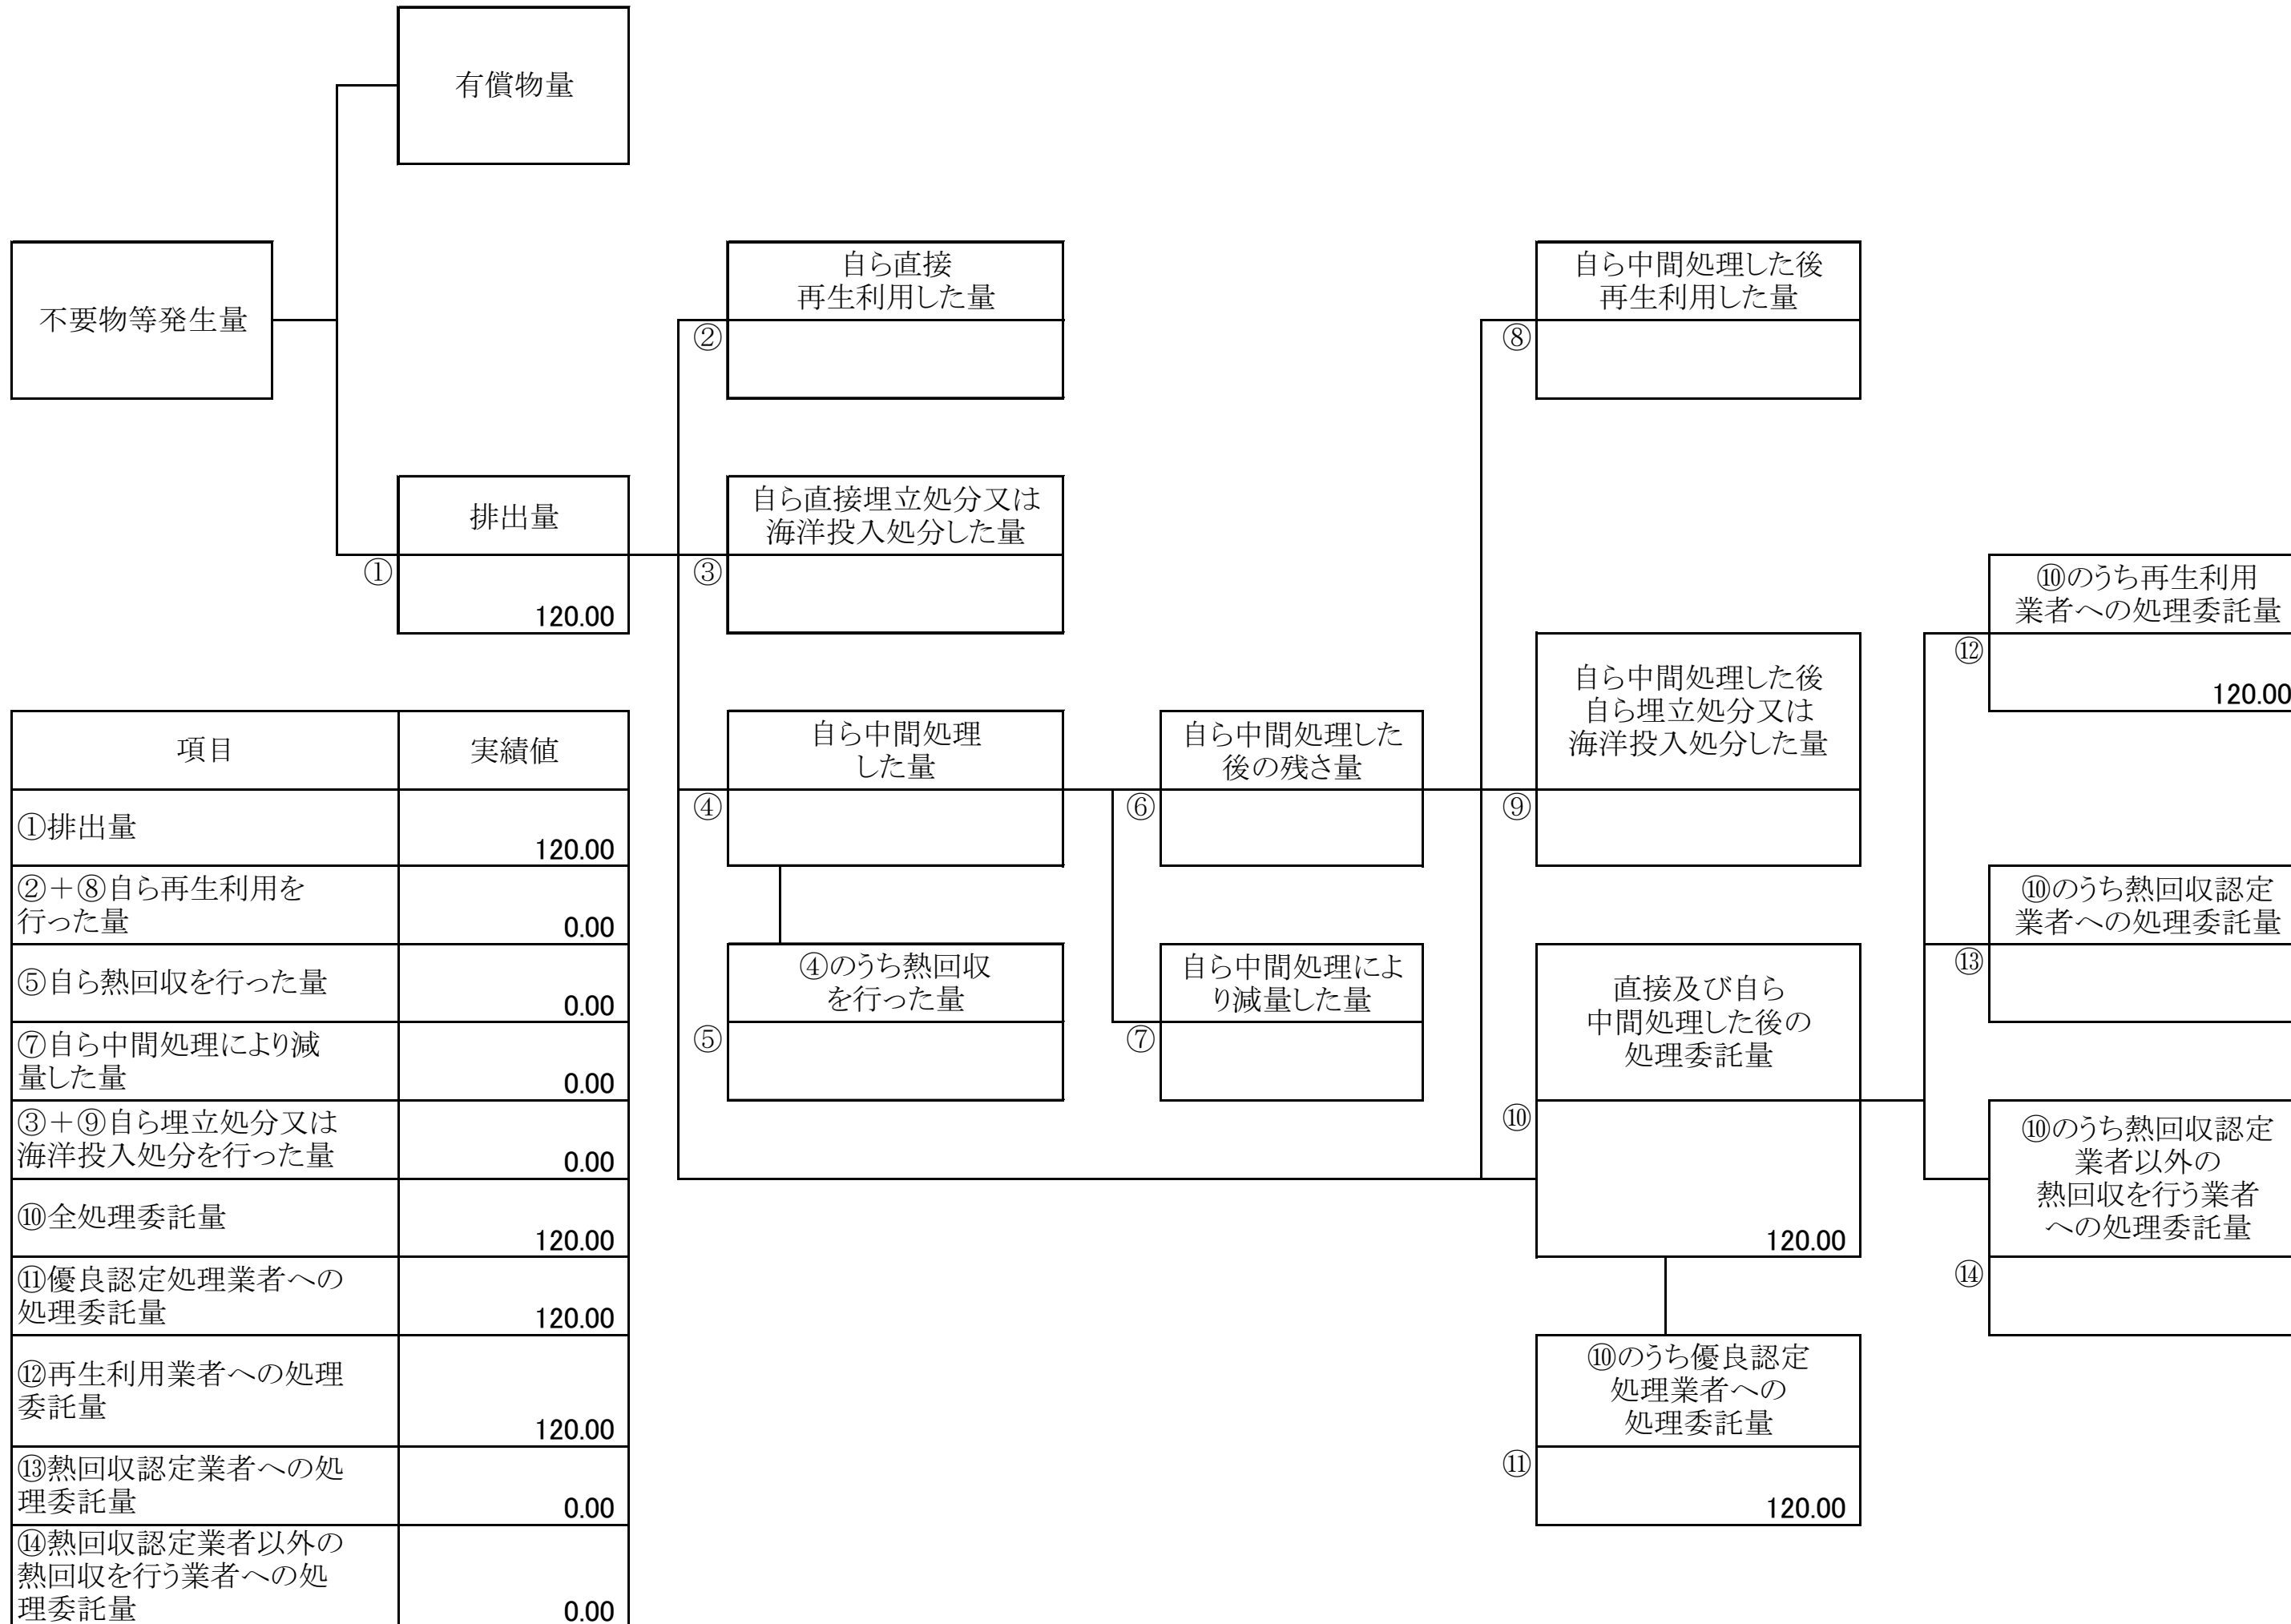 有償物量
不要物等発生量
自ら直接
再生利用した量
②
自ら中間処理した後
再生利用した量
⑧
排出量
①
120.00
自ら直接埋立処分又は
海洋投入処分した量
③
⑩のうち再生利用
業者への処理委託量
⑫
120.00
自ら中間処理
した量
④
自ら中間処理した
後の残さ量
⑥
自ら中間処理した後
自ら埋立処分又は
海洋投入処分した量
⑨
⑩のうち熱回収認定
業者への処理委託量
⑬
④のうち熱回収
を行った量
⑤
自ら中間処理によ
り減量した量
⑦
直接及び自ら
中間処理した後の
処理委託量
⑩
120.00
⑩のうち熱回収認定
業者以外の
熱回収を行う業者
への処理委託量
⑭
⑩のうち優良認定
処理業者への
処理委託量
⑪
120.00
項目 実績値
①排出量
120.00
②+⑧自ら再生利用を
行った量
0.00
⑤自ら熱回収を行った量
0.00
⑦自ら中間処理により減
量した量
0.00
③+⑨自ら埋立処分又は
海洋投入処分を行った量
0.00
⑩全処理委託量
120.00
⑪優良認定処理業者への
処理委託量
120.00
⑫再生利用業者への処理
委託量
120.00
⑬熱回収認定業者への処
理委託量
0.00
⑭熱回収認定業者以外の
熱回収を行う業者への処
理委託量
0.00